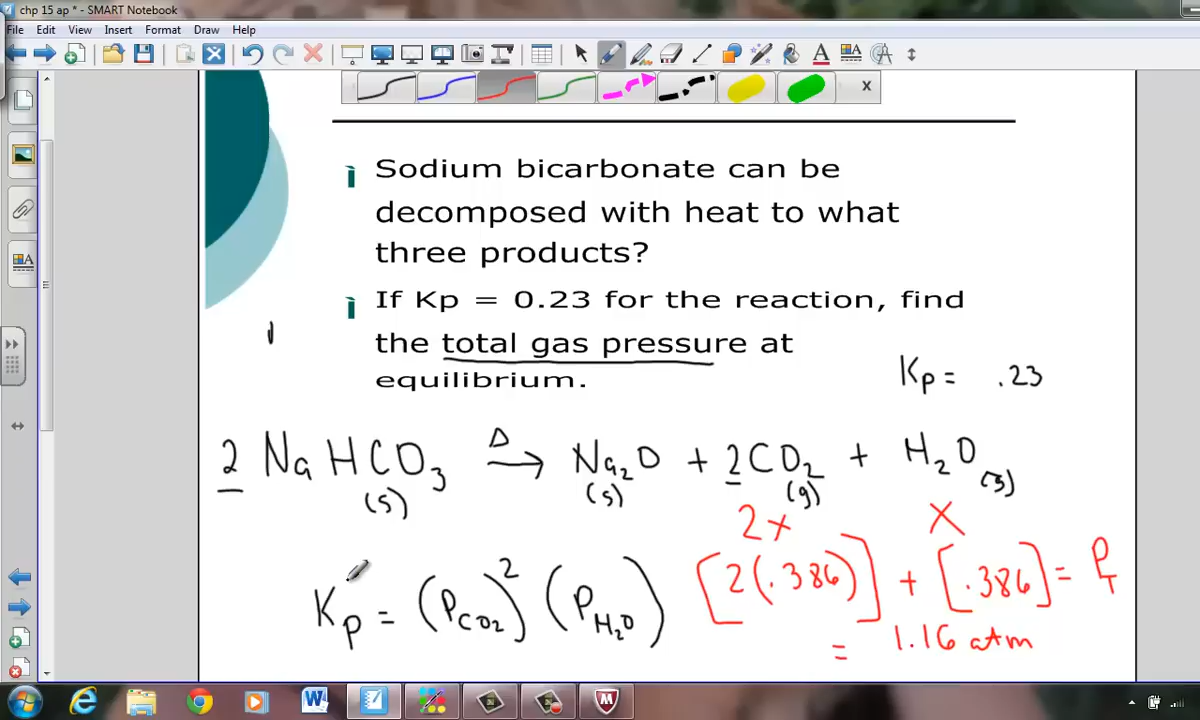 chp 15 ap * - SMART Notebook
File Edit View Insert Format Draw Help
x
Sodium bicarbonate can be
decomposed with heat to what
three products?
If Kp = 0.23 for the reaction, find
the total gas pressure at
equilibrium.
Kp = .23
2 NaHCO3 Δ→ Na2O + 2CO2 + H2O
(s) (s) (g) (g)
2x x
Kp = (PCO2)² (PH2O) [2(.386)] + [.386] = PT
= 1.16 atm